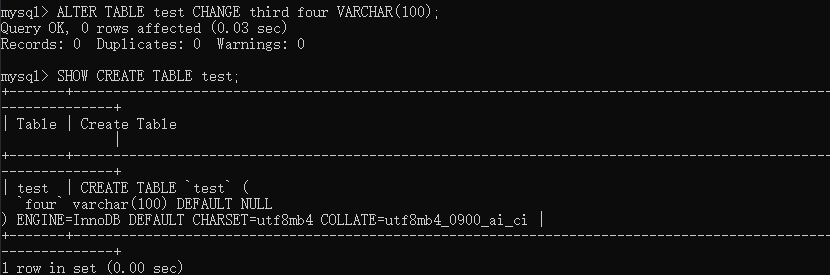 mysql> ALTER TABLE test CHANGE third four VARCHAR(100);
Query OK, 0 rows affected (0.03 sec)
Records: 0  Duplicates: 0  Warnings: 0

mysql> SHOW CREATE TABLE test;
+-------+------------------------------------------------------------------------------------------------
--------------+
| Table | Create Table
              |
+-------+------------------------------------------------------------------------------------------------
--------------+
| test  | CREATE TABLE `test` (
  `four` varchar(100) DEFAULT NULL
) ENGINE=InnoDB DEFAULT CHARSET=utf8mb4 COLLATE=utf8mb4_0900_ai_ci |
+-------+------------------------------------------------------------------------------------------------
--------------+
1 row in set (0.00 sec)